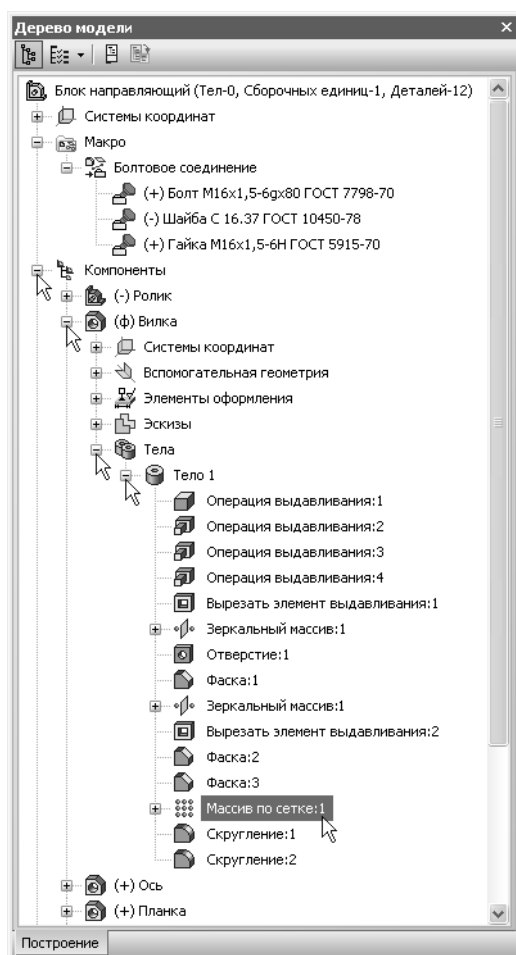 Дерево модели
Блок направляющий (Тел-0, Сборочных единиц-1, Деталей-12)
Системы координат
Макро
Болтовое соединение
(+) Болт М16х1,5-6gх80 ГОСТ 7798-70
(-) Шайба С 16.37 ГОСТ 10450-78
(+) Гайка М16х1,5-6Н ГОСТ 5915-70
Компоненты
(-) Ролик
(ф) Вилка
Системы координат
Вспомогательная геометрия
Элементы оформления
Эскизы
Тела
Тело 1
Операция выдавливания:1
Операция выдавливания:2
Операция выдавливания:3
Операция выдавливания:4
Вырезать элемент выдавливания:1
Зеркальный массив:1
Отверстие:1
Фаска:1
Зеркальный массив:1
Вырезать элемент выдавливания:2
Фаска:2
Фаска:3
Массив по сетке:1
Скругление:1
Скругление:2
(+) Ось
(+) Планка
Построение